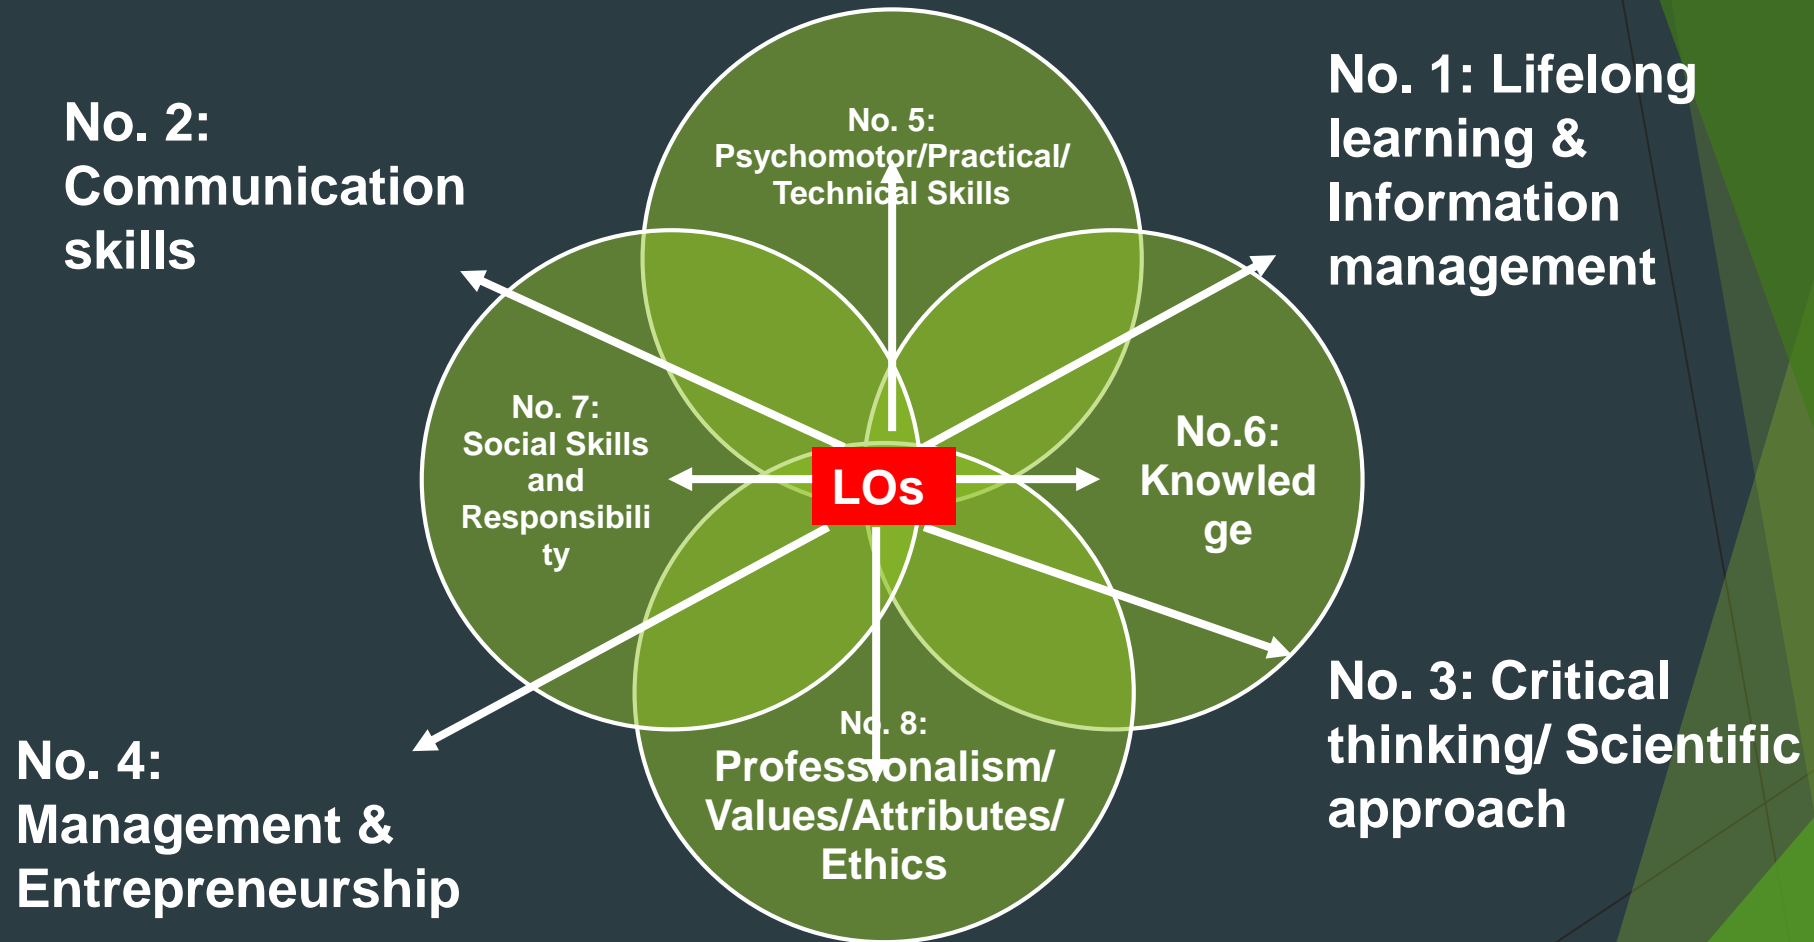 No. 2:
Communication
skills
No. 5:
Psychomotor/Practical/
Technical Skills
No. 1: Lifelong
learning &
Information
management
No. 7:
Social Skills
and
Responsibili
ty
LOs
No.6:
Knowled
ge
No. 4:
Management &
Entrepreneurship
No. 8:
Professionalism/
Values/Attributes/
Ethics
No. 3: Critical
thinking/ Scientific
approach